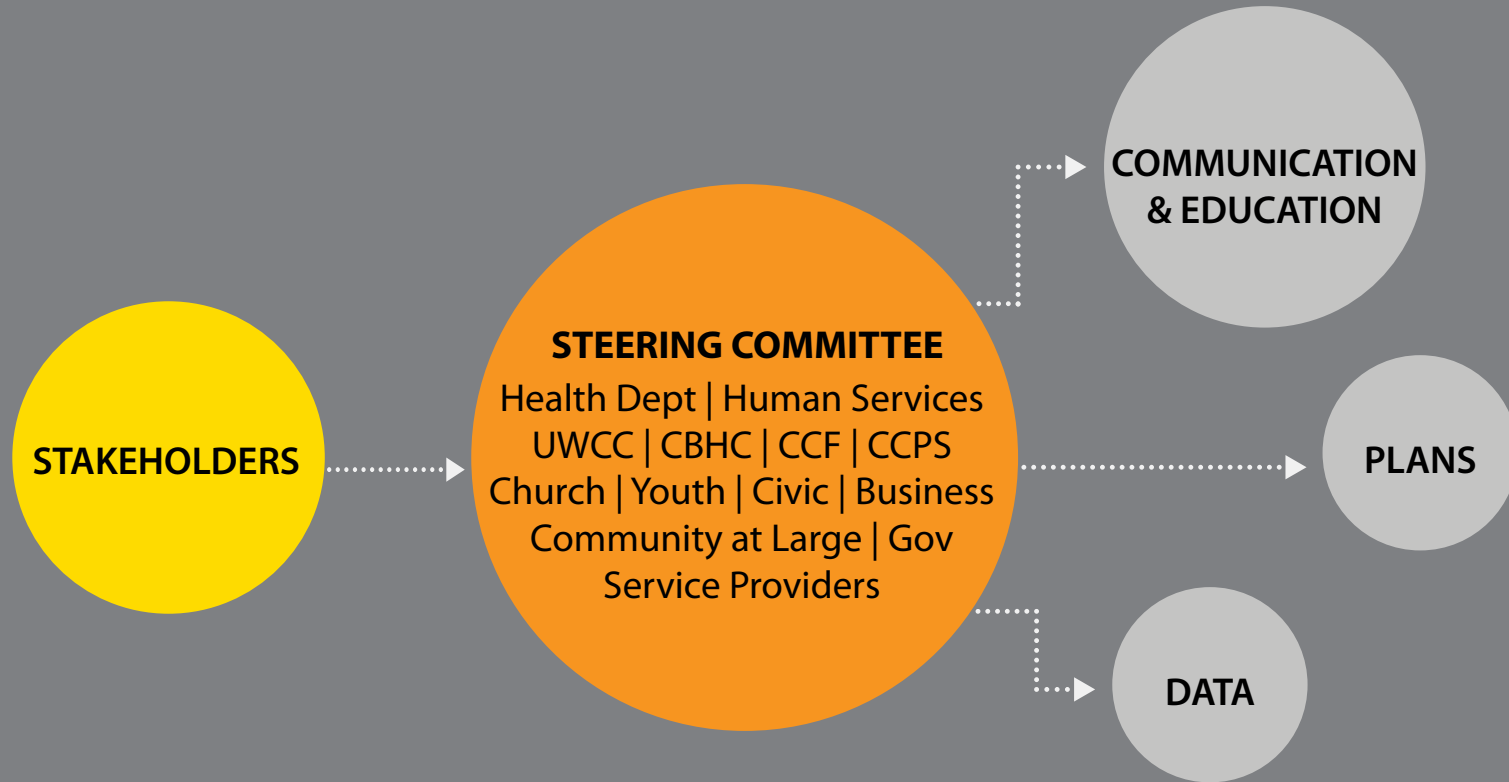 STAKEHOLDERS
STEERING COMMITTEE
Health Dept | Human Services
UWCC | CBHC | CCF | CCPS
Church | Youth | Civic | Business
Community at Large | Gov
Service Providers
COMMUNICATION
& EDUCATION
PLANS
DATA